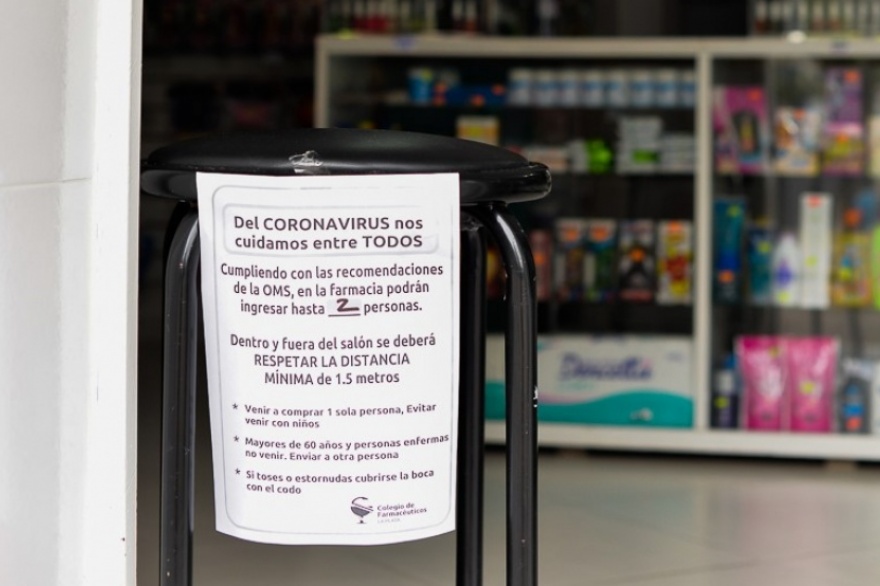 Del CORONAVIRUS nos
cuidamos entre TODOS
Cumpliendo con las recomendaciones
de la OMS, en la farmacia podrán
ingresar hasta 2 personas.
Dentro y fuera del salón se deberá
RESPETAR LA DISTANCIA
MÍNIMA de 1.5 metros
* Venir a comprar 1 sola persona, Evitar
venir con niños
* Mayores de 60 años y personas enfermas
no venir. Enviar a otra persona
* Si toses o estornudas cubrirse la boca
con el codo
Colegio de
Farmacéuticos